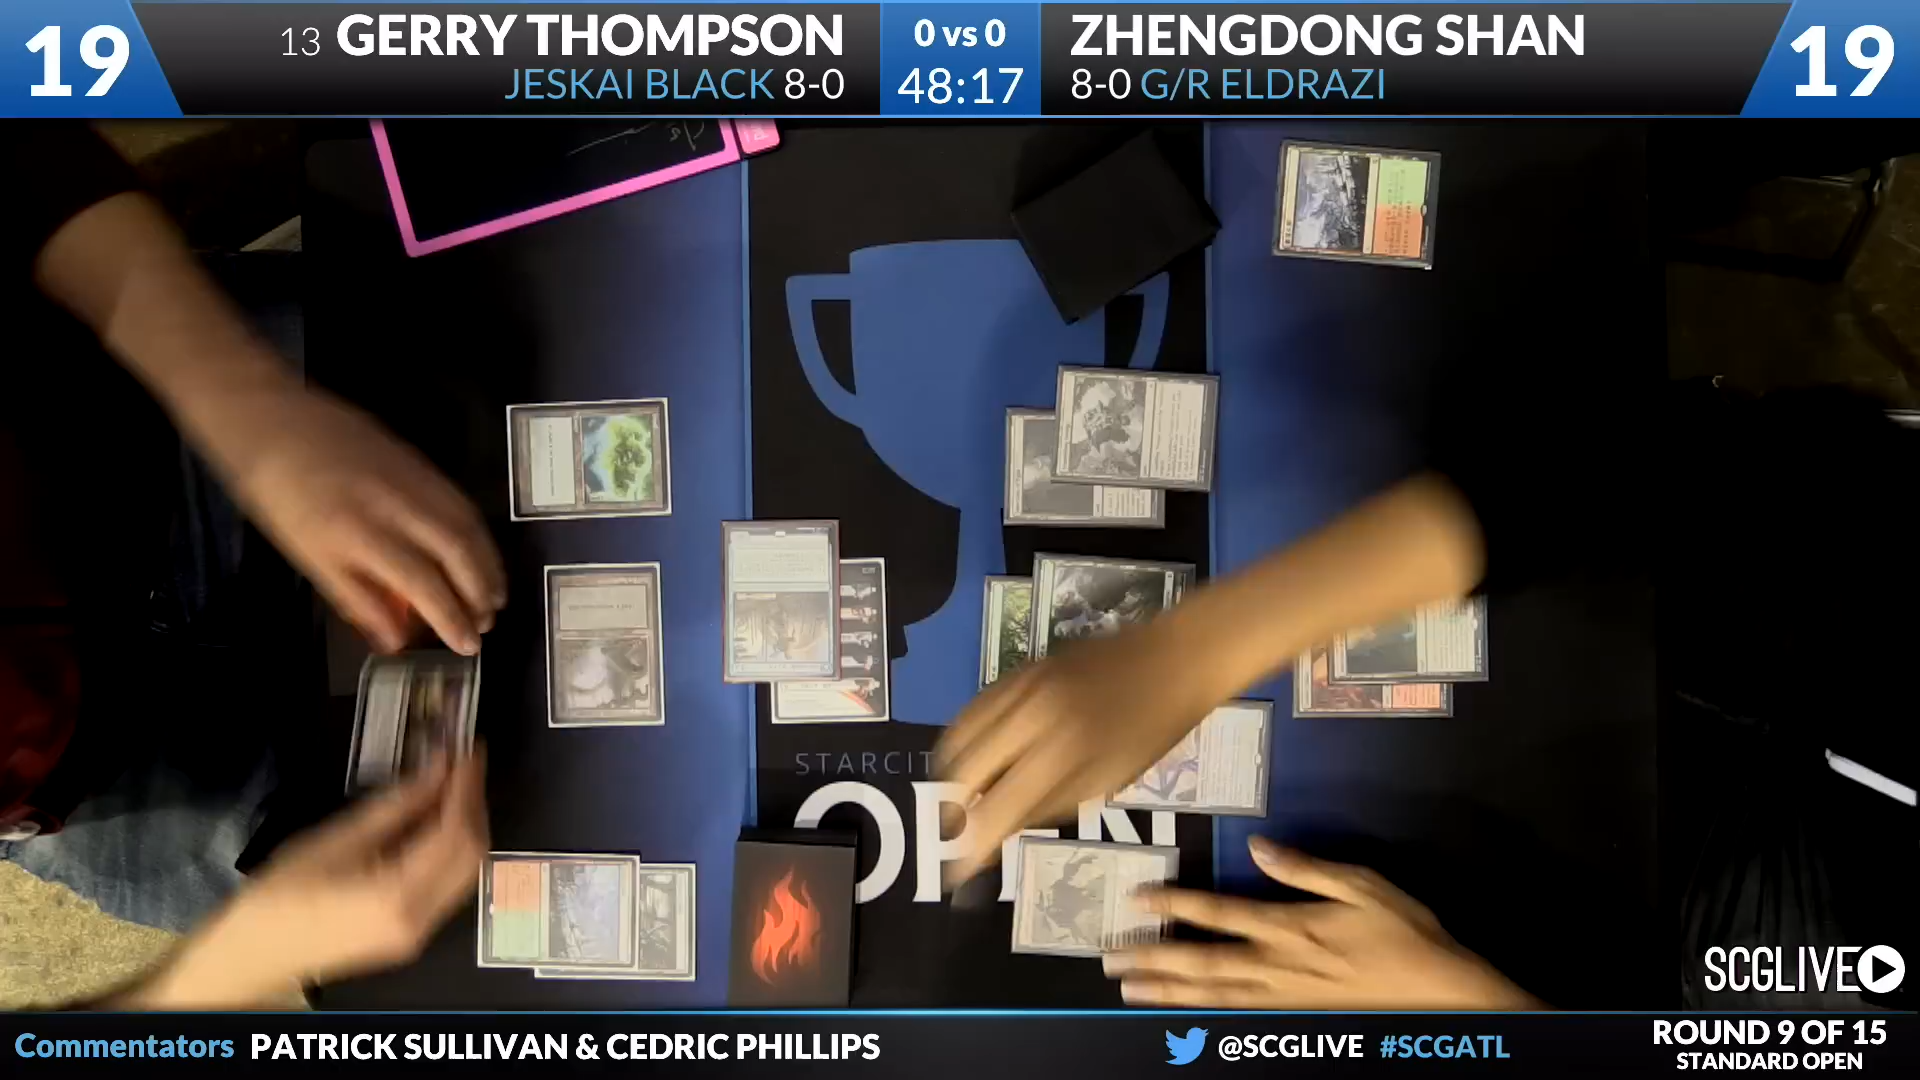 19
13 GERRY THOMPSON
JESKAI BLACK 8-0
0 vs 0
48:17
ZHENGDONG SHAN
8-0 G/R ELDRAZI
19
STARCIT
OPEN
SCGLIVE
Commentators PATRICK SULLIVAN & CEDRIC PHILLIPS
@SCGLIVE #SCGATL
ROUND 9 OF 15
STANDARD OPEN